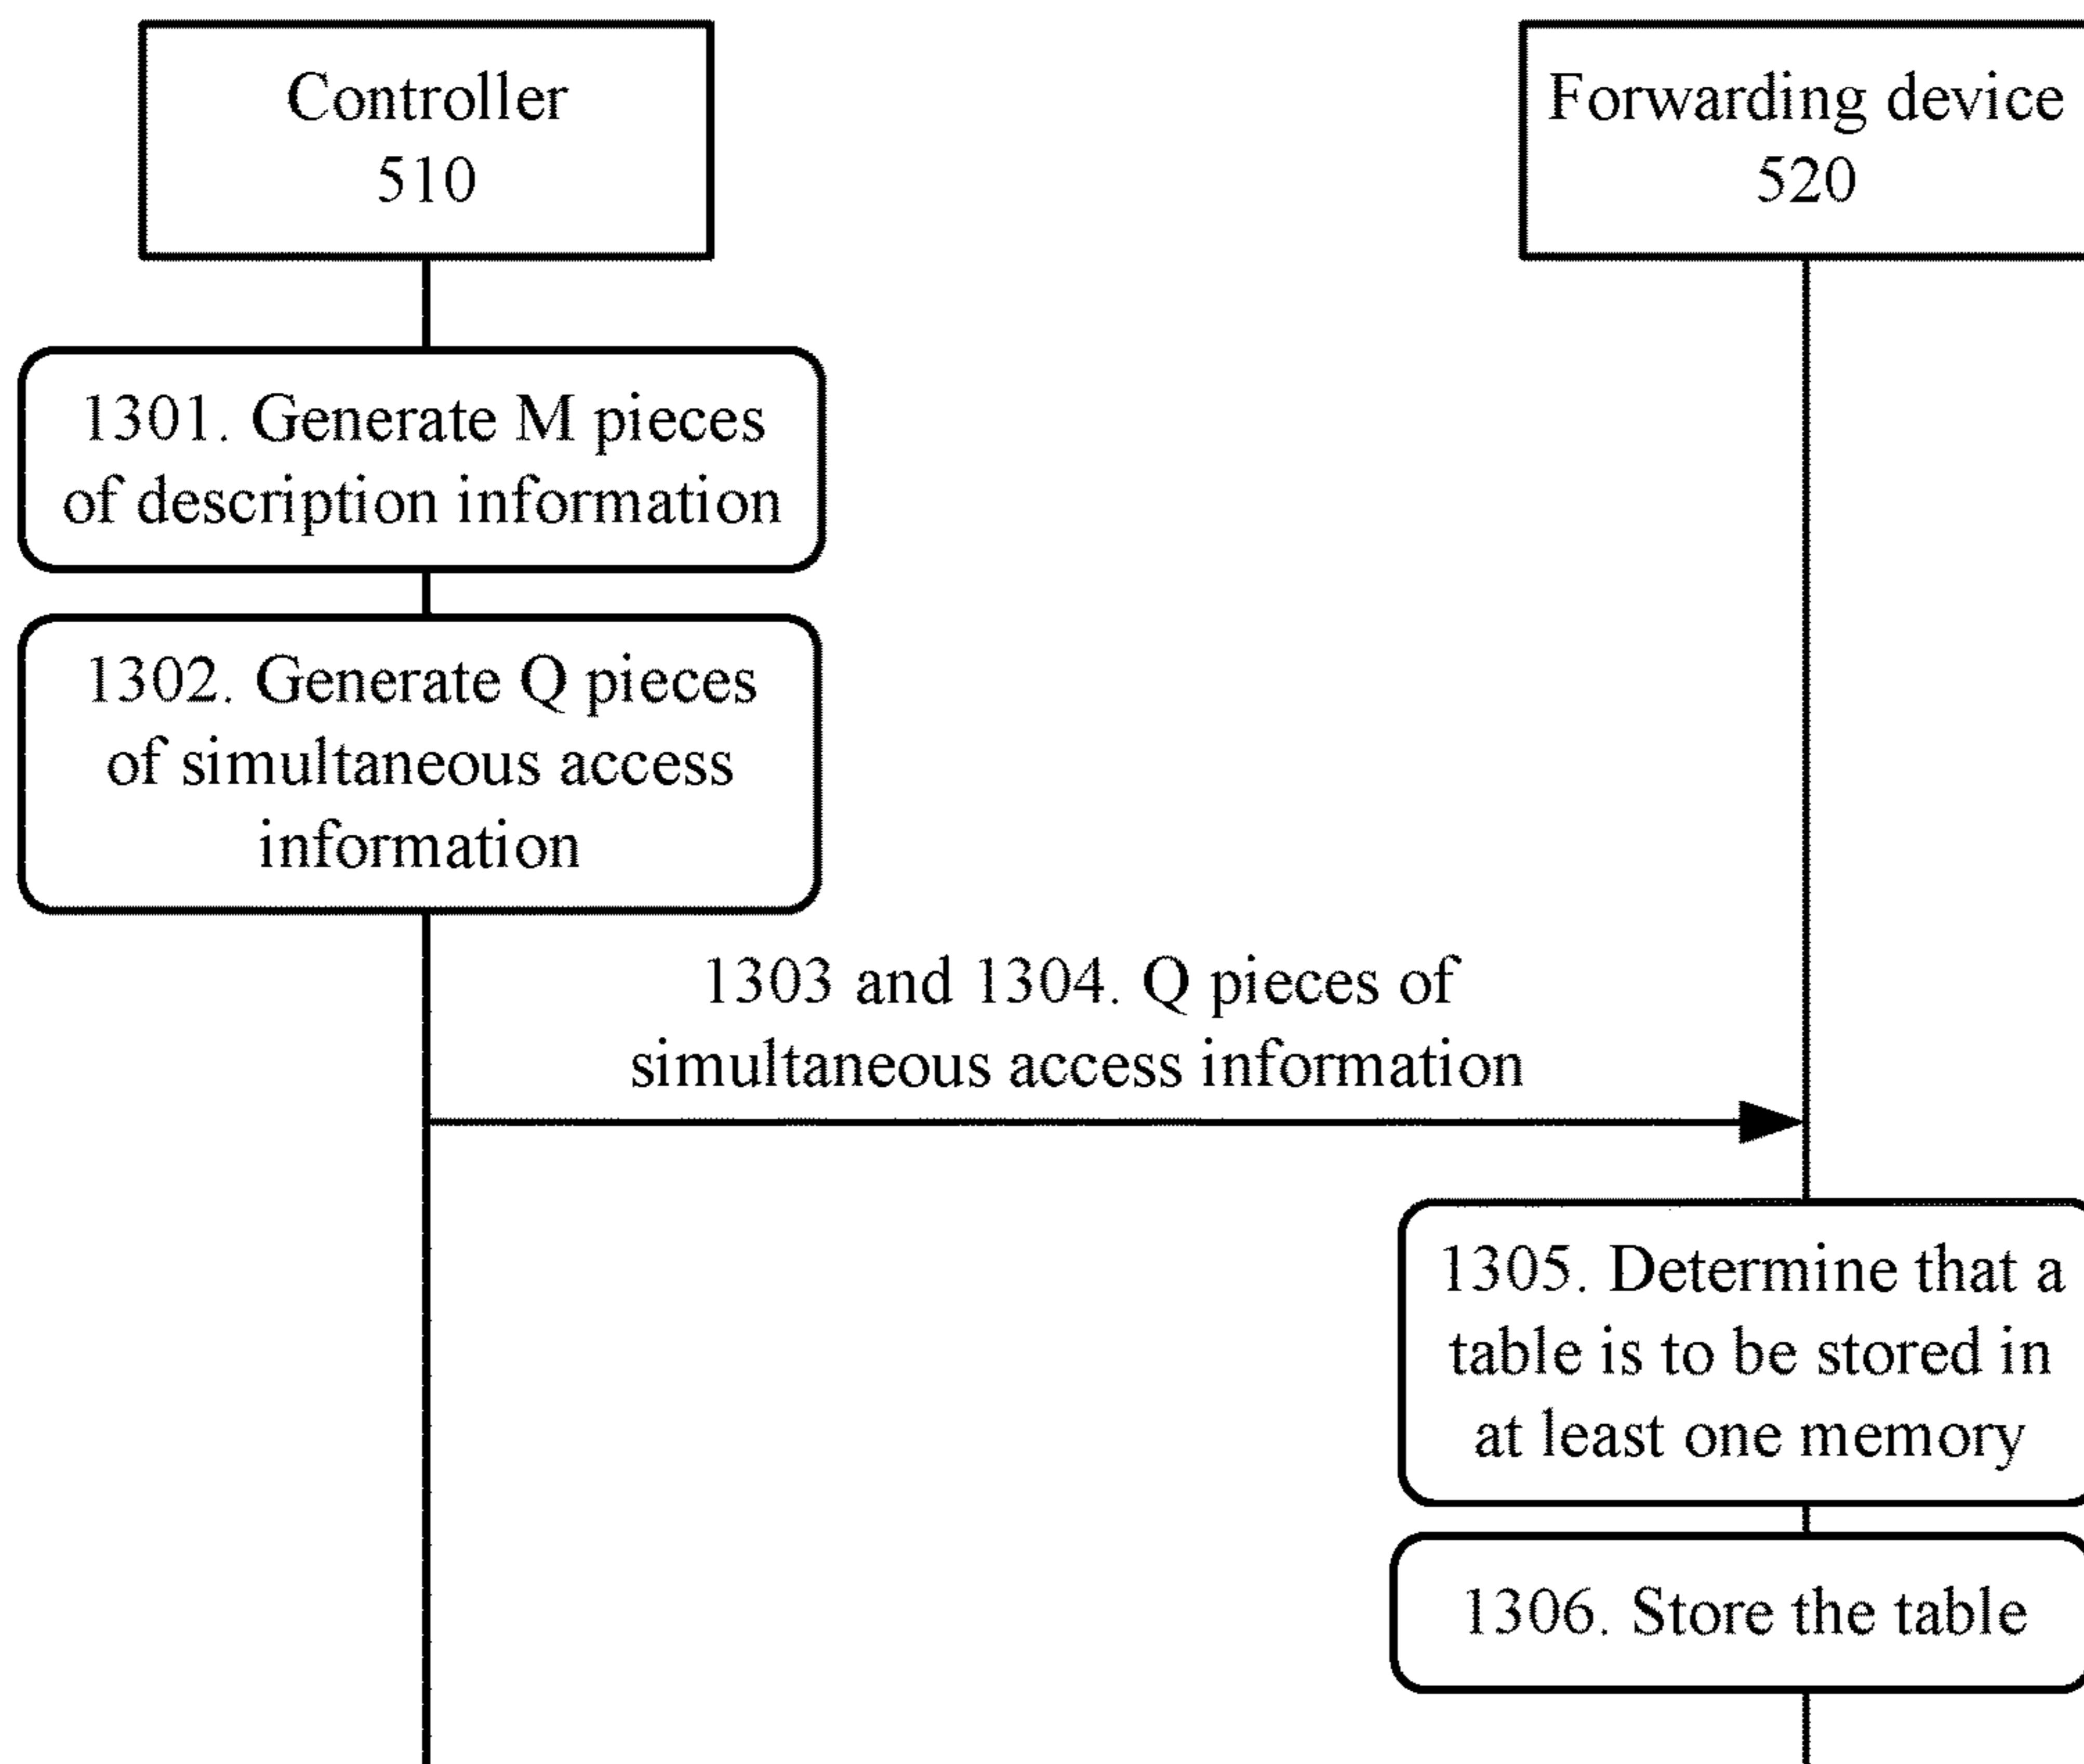 Controller
510
Forwarding device
520
1301. Generate M pieces
of description information
1302. Generate Q pieces
of simultaneous access
information
1303 and 1304. Q pieces of
simultaneous access information
1305. Determine that a
table is to be stored in
at least one memory
1306. Store the table